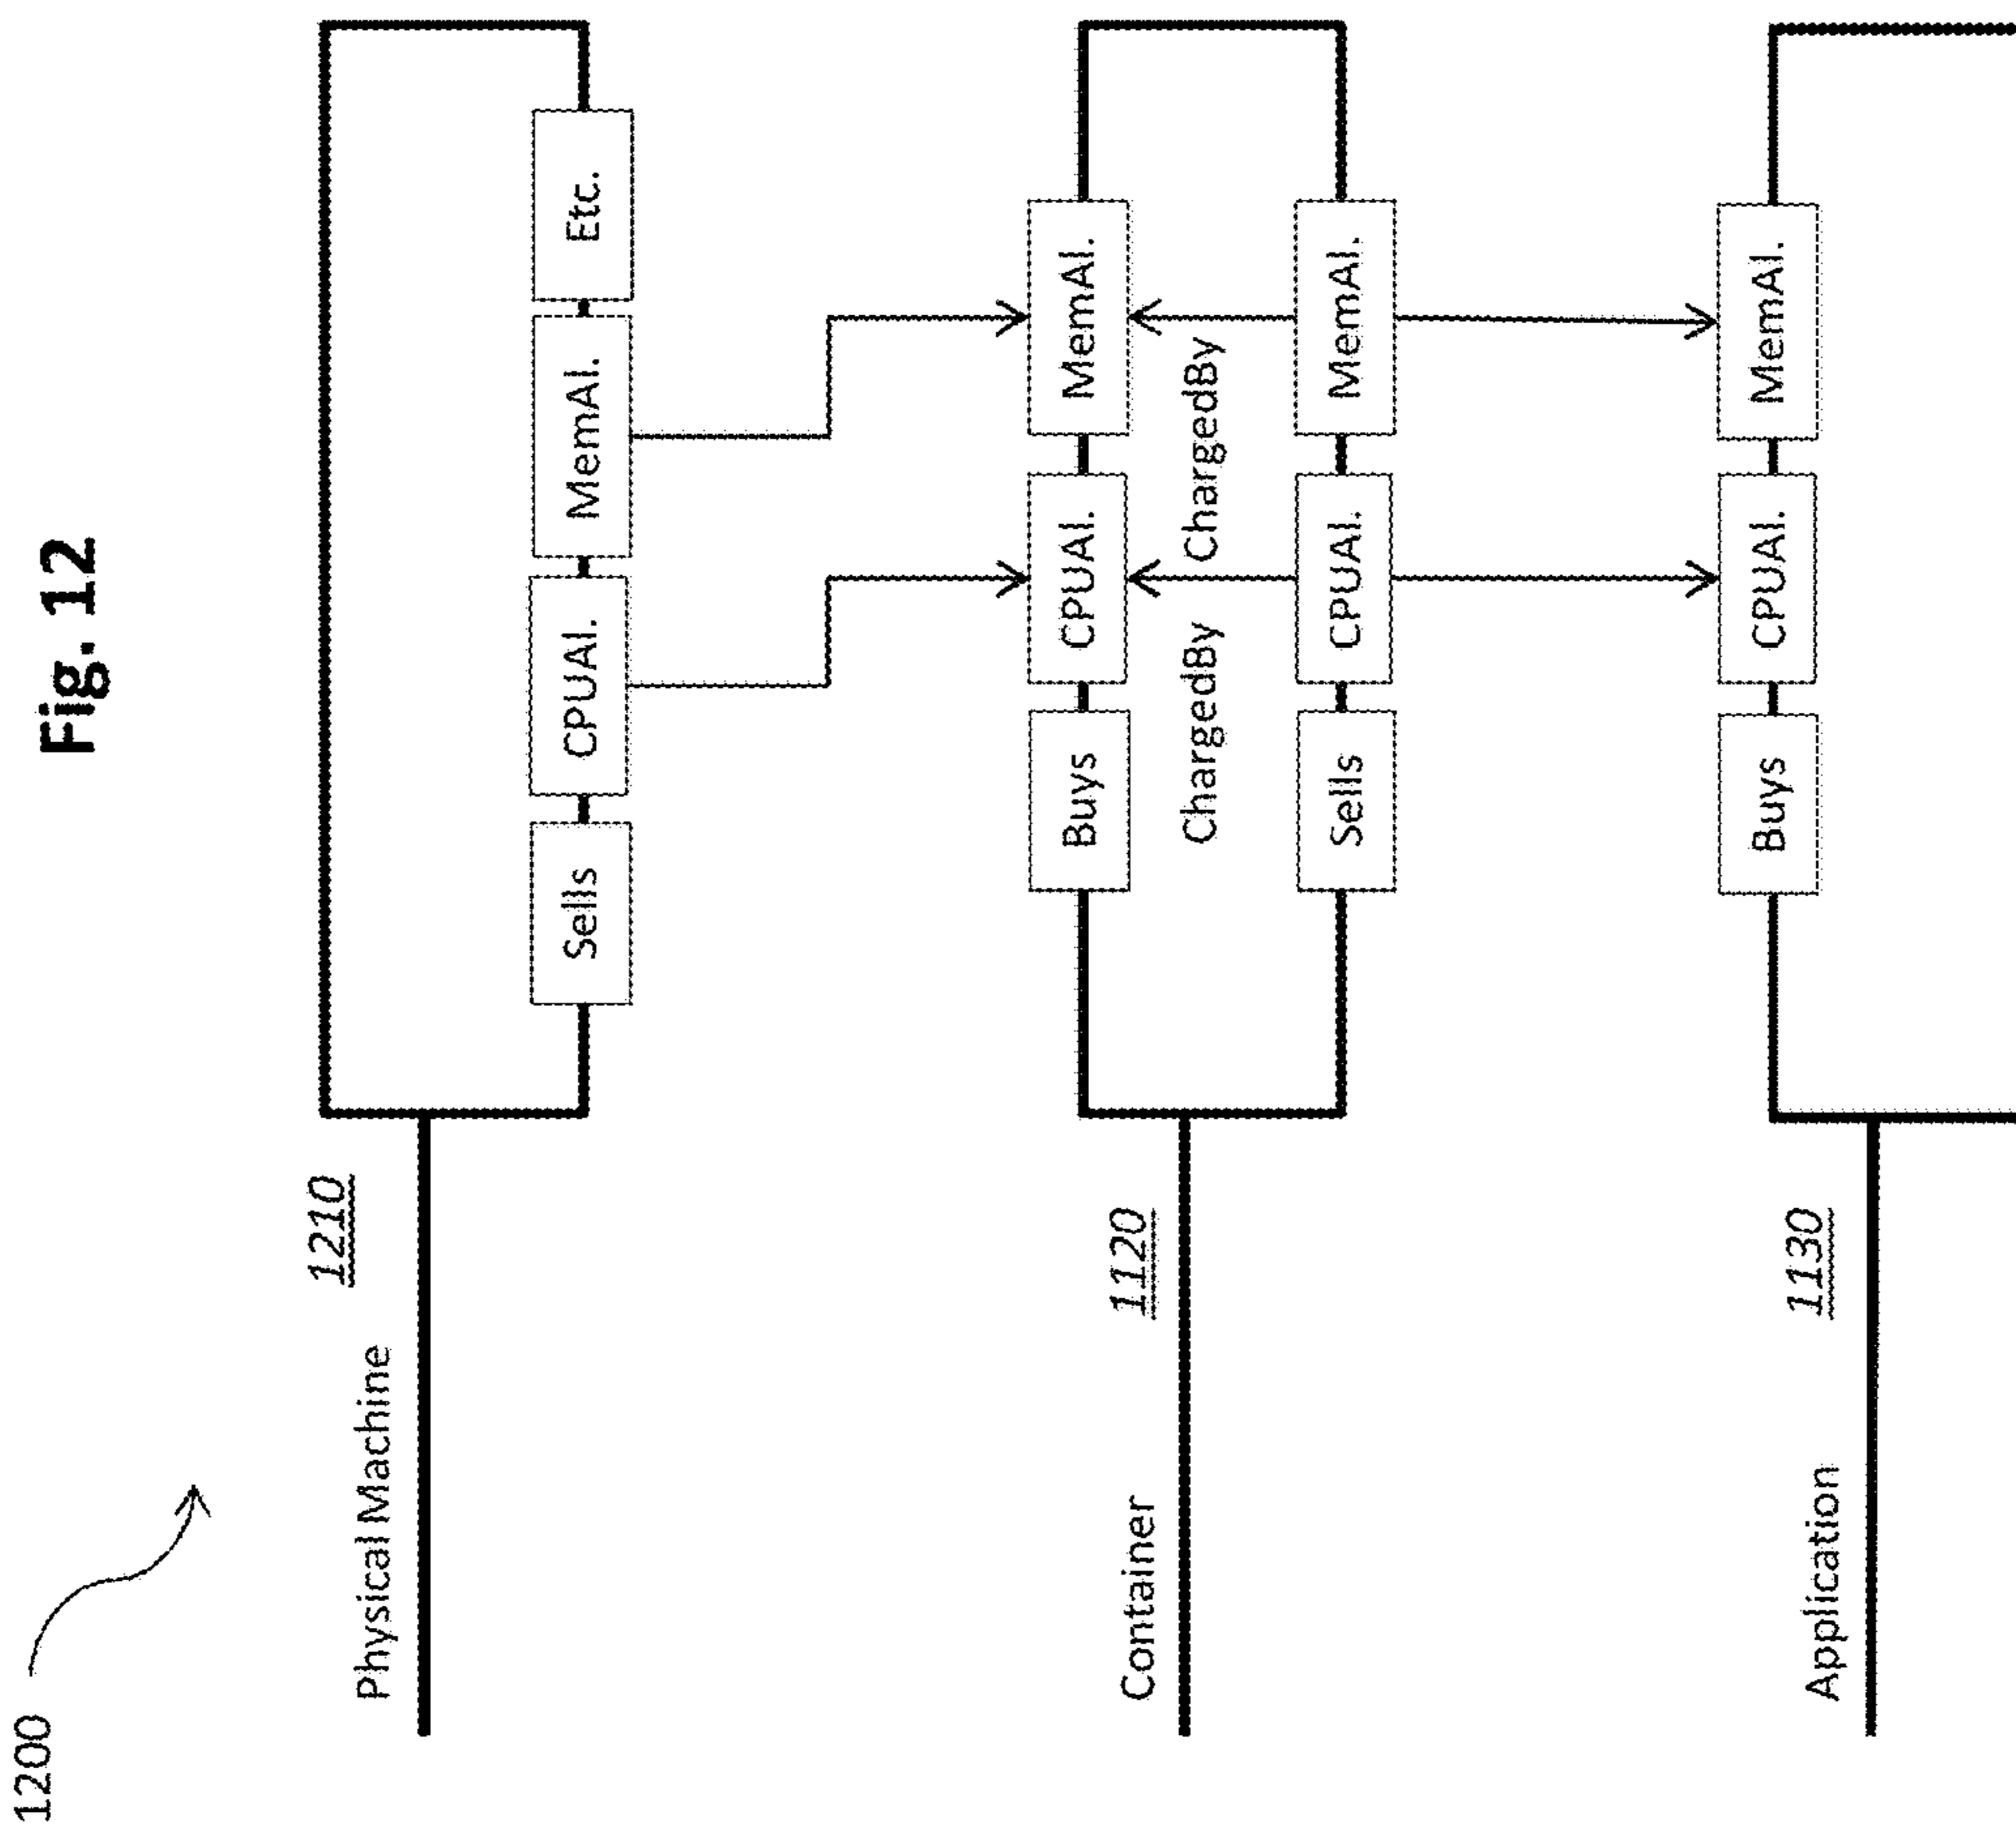 Fig. 12
1200
Physical Machine
1210
Sells
CPUAl.
MemAl.
Etc.
Container
1120
Buys
CPUAl.
MemAl.
ChargedBy
ChargedBy
Sells
CPUAl.
MemAl.
Application
1130
Buys
CPUAl.
MemAl.